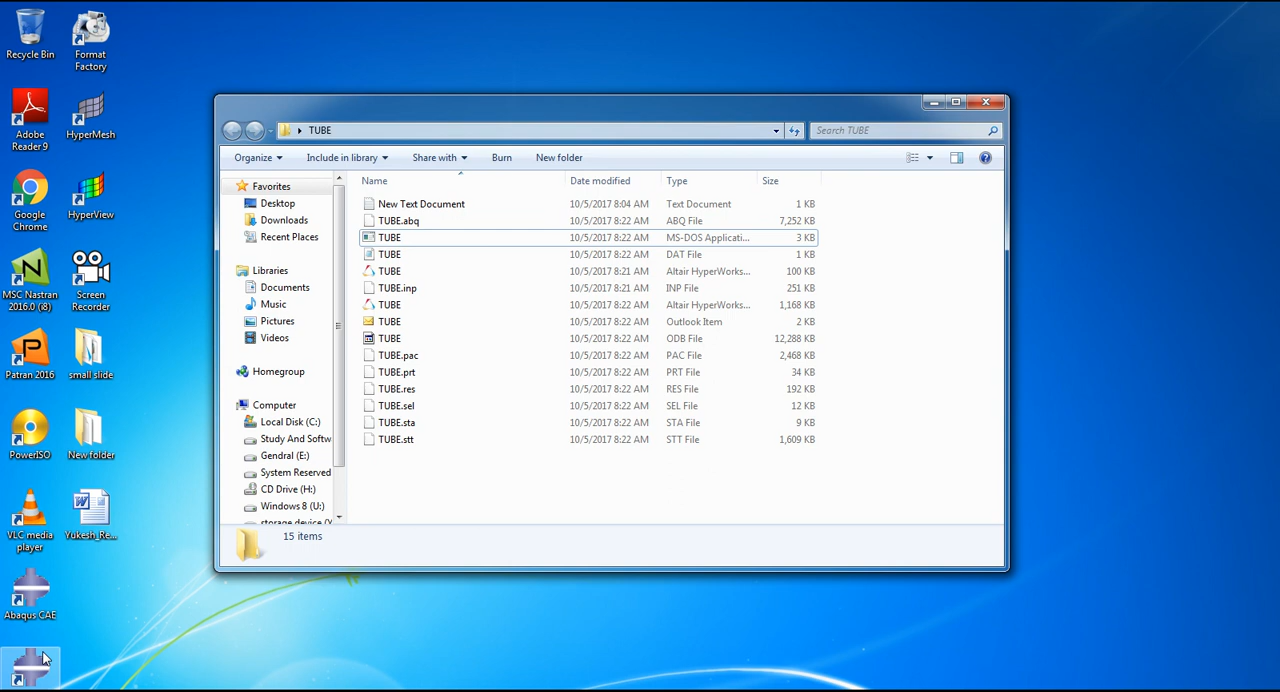 Recycle Bin
Format
Factory
Adobe
Reader 9
HyperMesh
Google
Chrome
HyperView
MSC Nastran
2016.0 (i8)
Screen
Recorder
Patran 2016
small slide
PowerISO
New folder
VLC media
player
Yukesh_Re...
Abaqus CAE
TUBE
Search TUBE
Organize
Include in library
Share with
Burn
New folder
Favorites
Desktop
Downloads
Recent Places
Libraries
Documents
Music
Pictures
Videos
Homegroup
Computer
Local Disk (C:)
Study And Softw
Gendral (E:)
System Reserved
CD Drive (H:)
Windows 8 (U:)
storage device (Y
Name Date modified Type Size
New Text Document 10/5/2017 8:04 AM Text Document 1 KB
TUBE.abq 10/5/2017 8:22 AM ABQ File 7,252 KB
TUBE 10/5/2017 8:22 AM MS-DOS Applicati... 3 KB
TUBE 10/5/2017 8:22 AM DAT File 1 KB
TUBE 10/5/2017 8:21 AM Altair HyperWorks... 100 KB
TUBE.inp 10/5/2017 8:21 AM INP File 251 KB
TUBE 10/5/2017 8:22 AM Altair HyperWorks... 1,168 KB
TUBE 10/5/2017 8:22 AM Outlook Item 2 KB
TUBE 10/5/2017 8:22 AM ODB File 12,288 KB
TUBE.pac 10/5/2017 8:22 AM PAC File 2,468 KB
TUBE.prt 10/5/2017 8:22 AM PRT File 34 KB
TUBE.res 10/5/2017 8:22 AM RES File 192 KB
TUBE.sel 10/5/2017 8:22 AM SEL File 12 KB
TUBE.sta 10/5/2017 8:22 AM STA File 9 KB
TUBE.stt 10/5/2017 8:22 AM STT File 1,609 KB
15 items